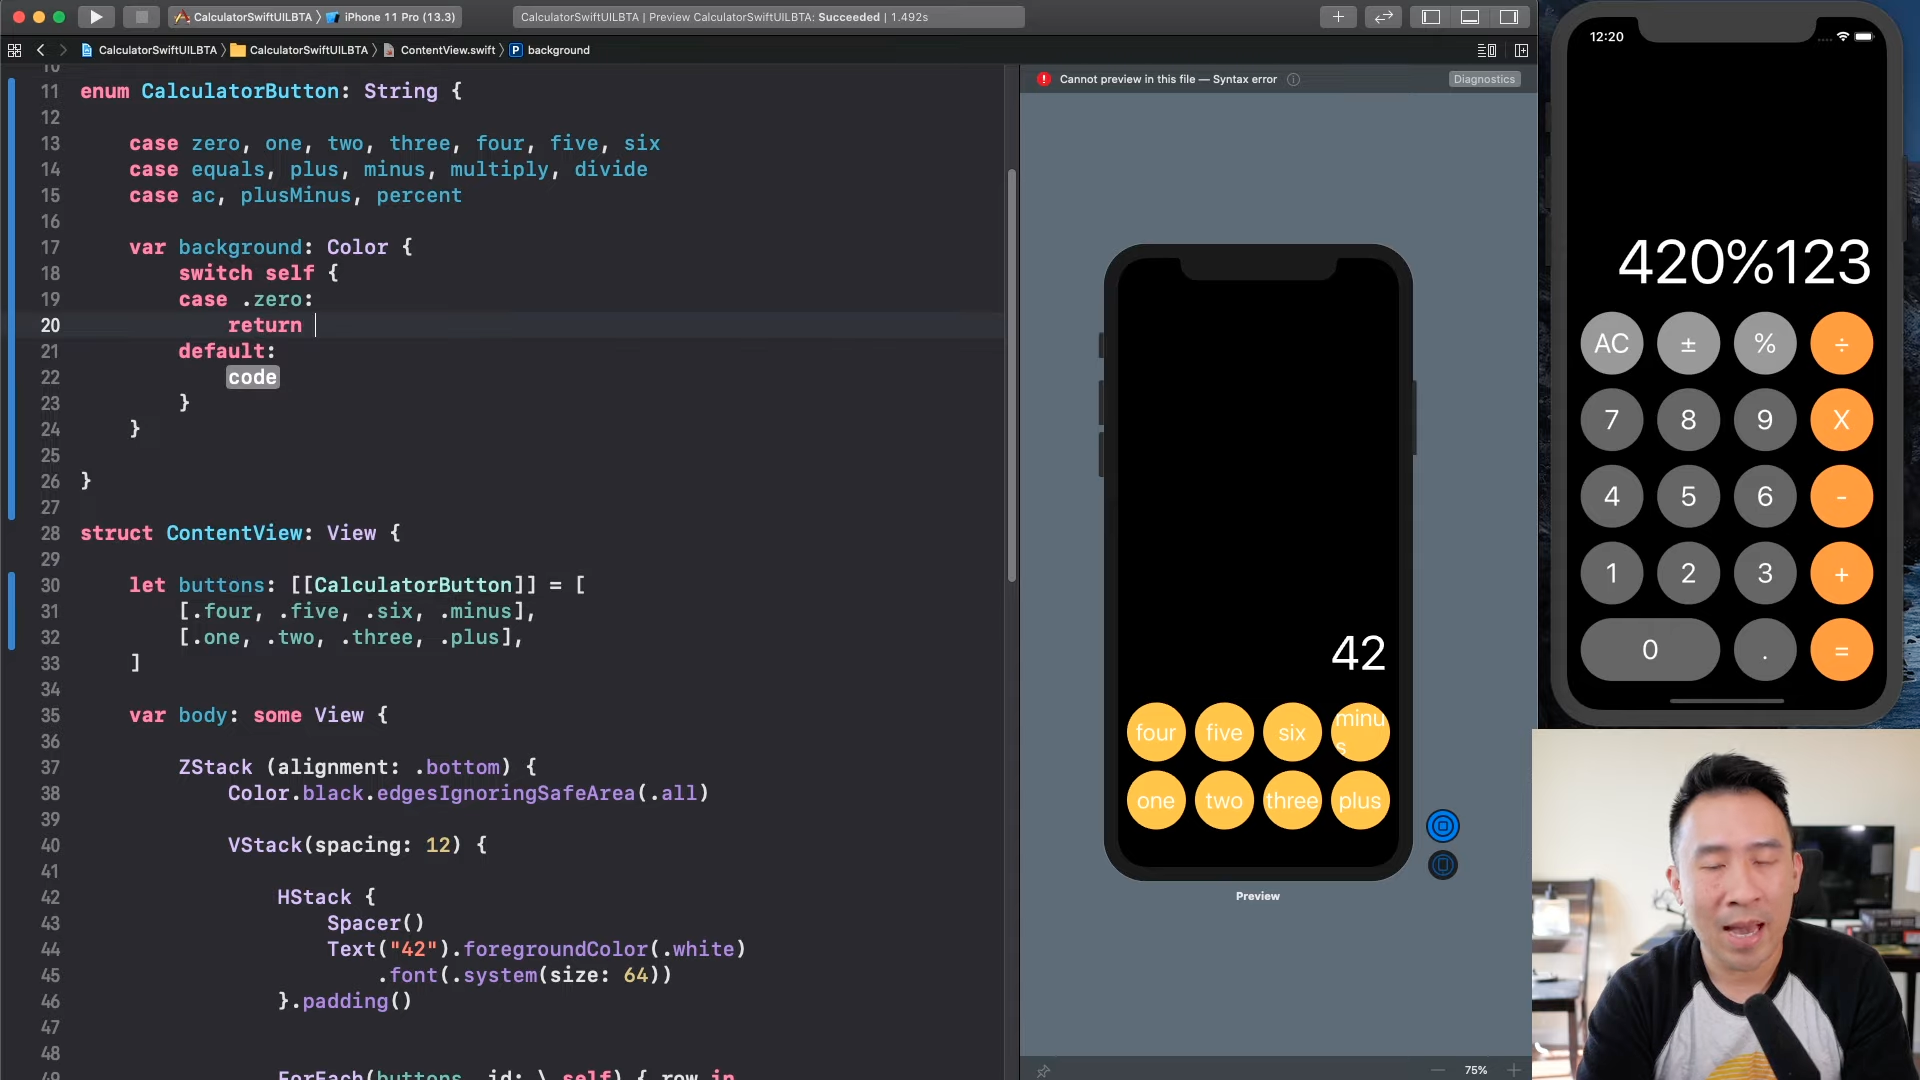 CalculatorSwiftUILBTA
iPhone 11 Pro (13.3)
CalculatorSwiftUILBTA | Preview CalculatorSwiftUILBTA: Succeeded | 1.492s
CalculatorSwiftUILBTA
CalculatorSwiftUILBTA
ContentView.swift
P background
10
11 enum CalculatorButton: String {
12
13 case zero, one, two, three, four, five, six
14 case equals, plus, minus, multiply, divide
15 case ac, plusMinus, percent
16
17 var background: Color {
18 switch self {
19 case .zero:
20 return
21 default:
22 code
23 }
24 }
25
26 }
27
28 struct ContentView: View {
29
30 let buttons: [[CalculatorButton]] = [
31 [.four, .five, .six, .minus],
32 [.one, .two, .three, .plus],
33 ]
34
35 var body: some View {
36
37 ZStack (alignment: .bottom) {
38 Color.black.edgesIgnoringSafeArea(.all)
39
40 VStack(spacing: 12) {
41
42 HStack {
43 Spacer()
44 Text("42").foregroundColor(.white)
45 .font(.system(size: 64))
46 }.padding()
47
48
49 ForEach(buttons, id: \.self) { row in
Cannot preview in this file — Syntax error
Diagnostics
42
four five six minu
s
one two three plus
Preview
75%
12:20
420%123
AC ± % ÷
7 8 9 X
4 5 6 -
1 2 3 +
0 . =